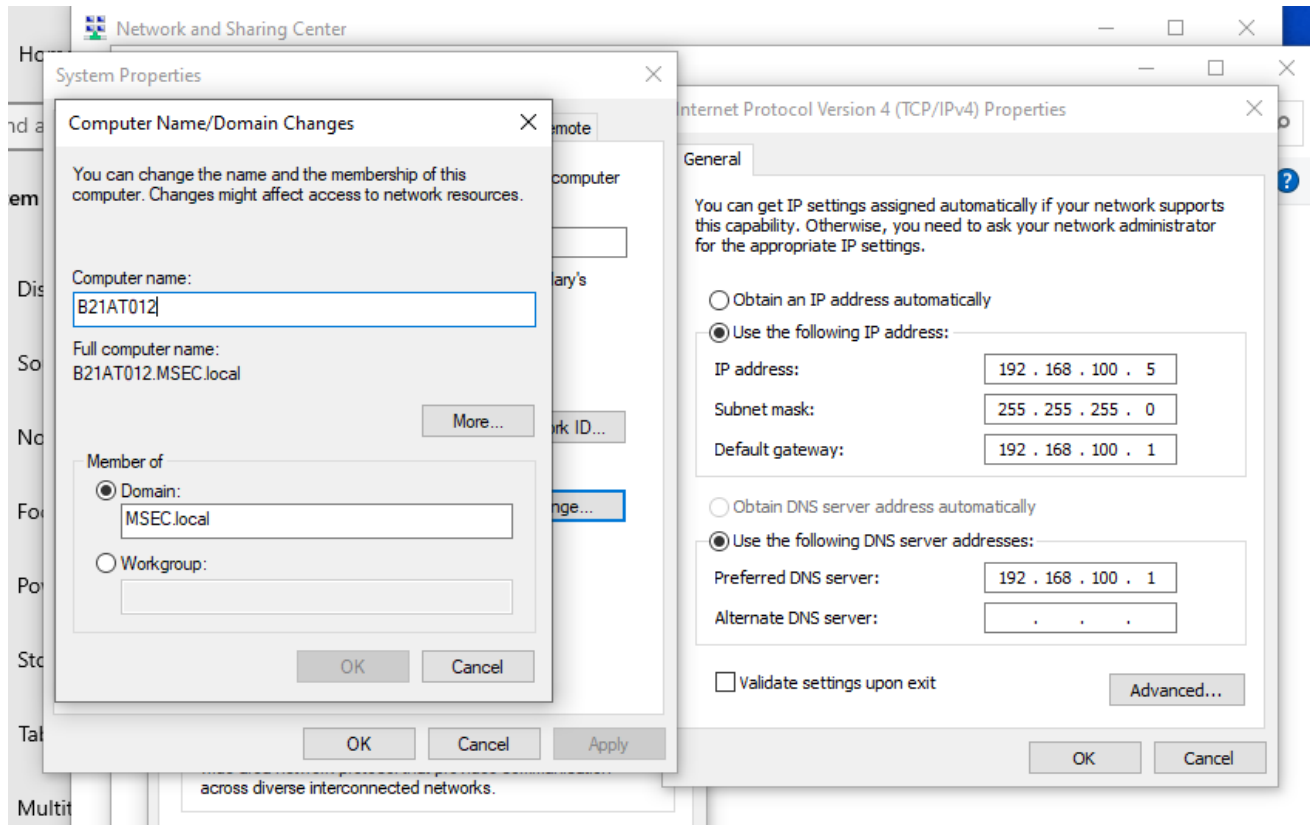 Network and Sharing Center
System Properties
Computer Name/Domain Changes
You can change the name and the membership of this
computer. Changes might affect access to network resources.
Computer name:
B21AT012
Full computer name:
B21AT012.MSEC.local
More...
Member of
Domain:
MSEC.local
Workgroup:
OK
Cancel
emote
computer
lary's
ork ID...
nge...
OK
Cancel
Apply
across diverse interconnected networks.
Internet Protocol Version 4 (TCP/IPv4) Properties
General
You can get IP settings assigned automatically if your network supports
this capability. Otherwise, you need to ask your network administrator
for the appropriate IP settings.
Obtain an IP address automatically
Use the following IP address:
IP address:
192 . 168 . 100 . 5
Subnet mask:
255 . 255 . 255 . 0
Default gateway:
192 . 168 . 100 . 1
Obtain DNS server address automatically
Use the following DNS server addresses:
Preferred DNS server:
192 . 168 . 100 . 1
Alternate DNS server:
. . .
Validate settings upon exit
Advanced...
OK
Cancel
nd a
em
Dis
So
No
Po
Sto
Tab
Multit